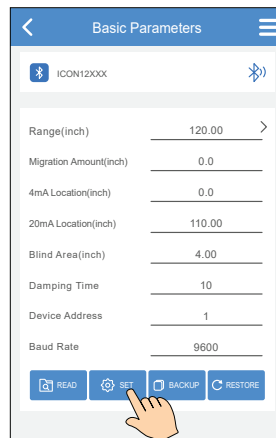 Basic Parameters
ICON12XXX
Range(inch) 120.00
Migration Amount(inch) 0.0
4mA Location(inch) 0.0
20mA Location(inch) 110.00
Blind Area(inch) 4.00
Damping Time 10
Device Address 1
Baud Rate 9600
READ SET BACKUP RESTORE